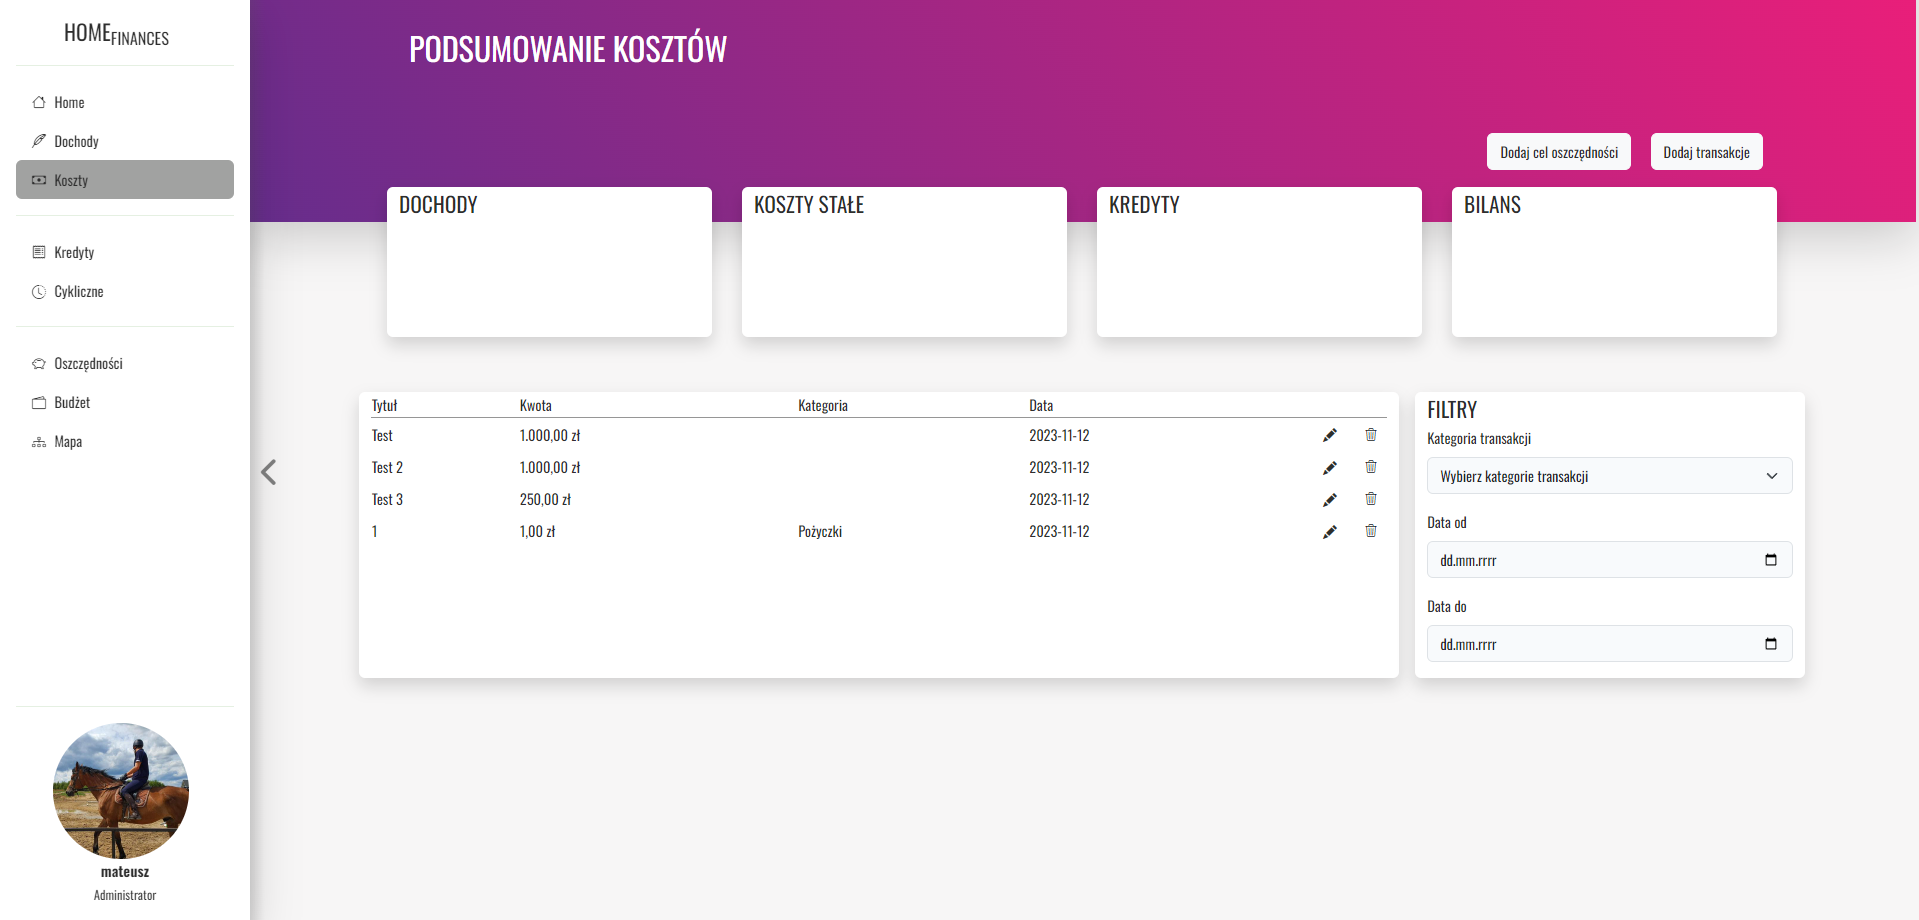 HOMEFINANCES
Home
Dochody
Koszty
Kredyty
Cykliczne
Oszczędności
Budżet
Mapa
mateusz
Administrator
PODSUMOWANIE KOSZTÓW
Dodaj cel oszczędności Dodaj transakcje
DOCHODY KOSZTY STAŁE KREDYTY BILANS
Tytuł Kwota Kategoria Data
Test 1.000,00 zł 2023-11-12
Test 2 1.000,00 zł 2023-11-12
Test 3 250,00 zł 2023-11-12
1 1,00 zł Pożyczki 2023-11-12
FILTRY
Kategoria transakcji
Wybierz kategorie transakcji
Data od
dd.mm.rrrr
Data do
dd.mm.rrrr